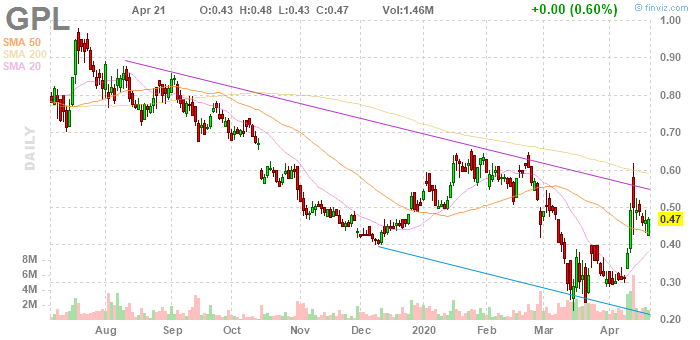 GPL
Apr 21 O:0.43 H:0.48 L:0.43 C:0.47 Vol:1.46M +0.00 (0.60%)
© finviz.com
SMA 50
SMA 200
SMA 20
DAILY
1.00
0.90
0.80
0.70
0.60
0.50
0.47
0.40
0.30
0.20
8M
6M
4M
2M
Aug Sep Oct Nov Dec 2020 Feb Mar Apr